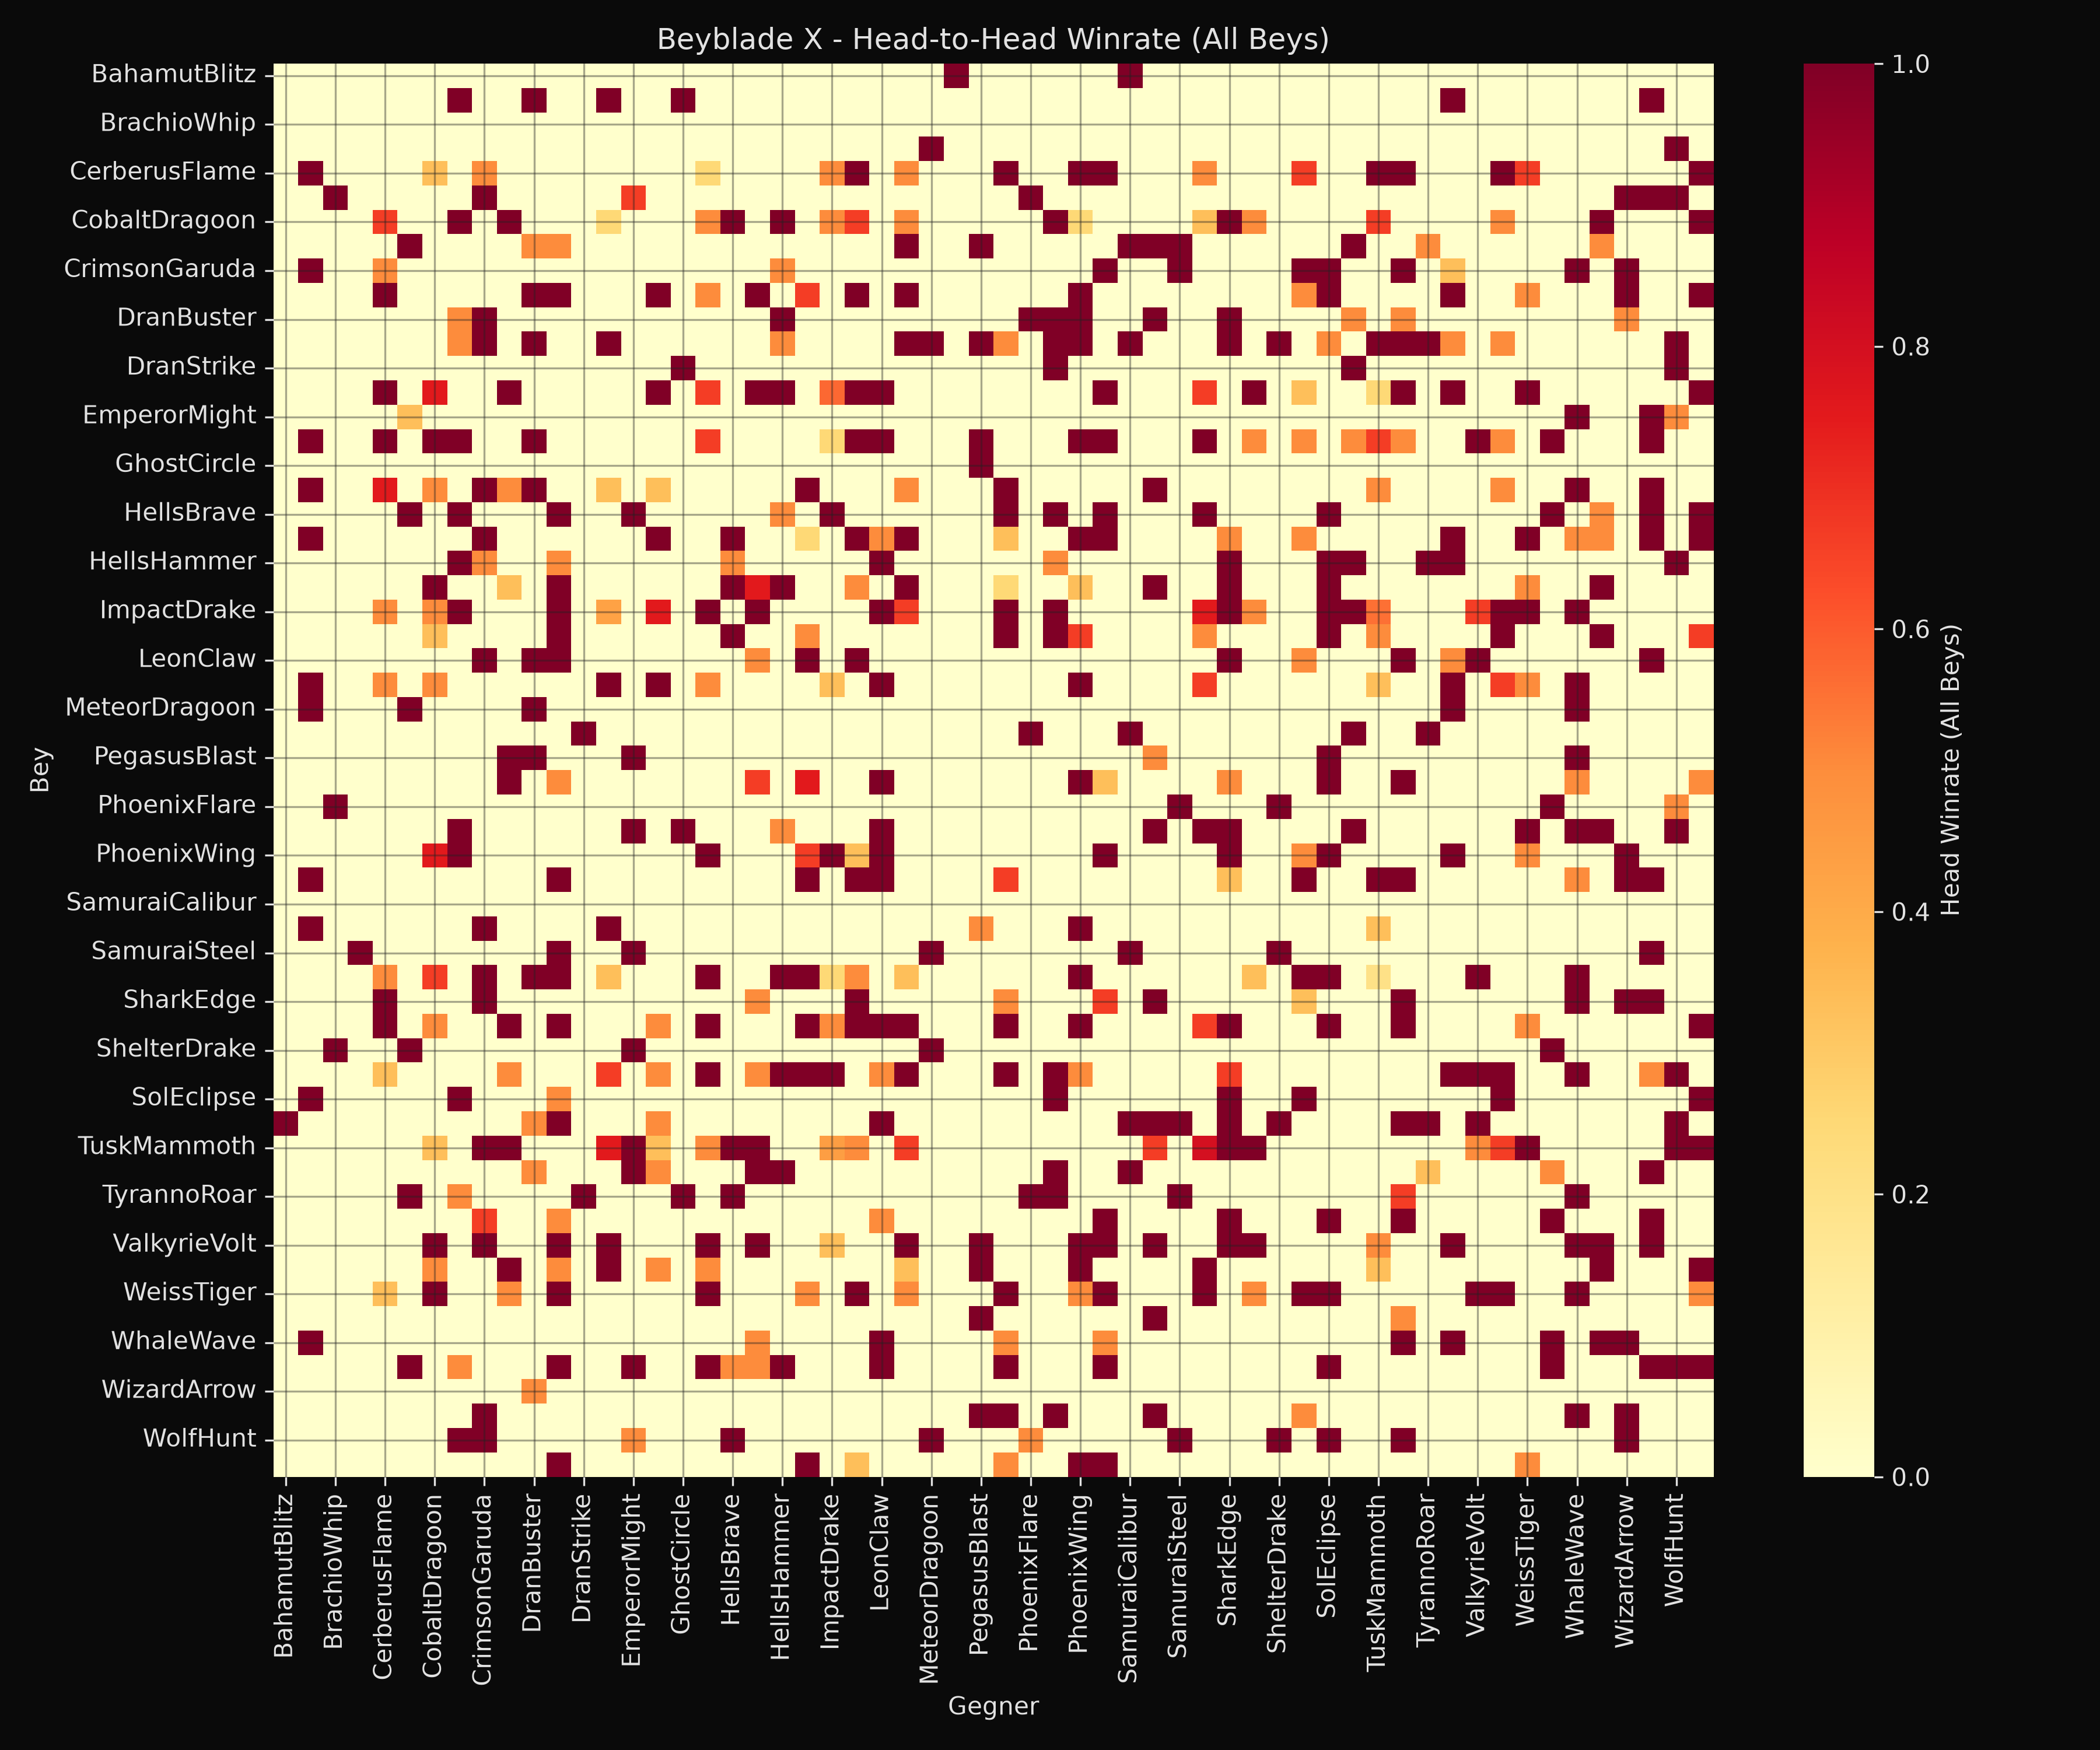 Beyblade X - Head-to-Head Winrate (All Beys)
BahamutBlitz
BrachioWhip
CerberusFlame
CobaltDragoon
CrimsonGaruda
DranBuster
DranStrike
EmperorMight
GhostCircle
HellsBrave
HellsHammer
ImpactDrake
LeonClaw
MeteorDragoon
PegasusBlast
PhoenixFlare
PhoenixWing
SamuraiCalibur
SamuraiSteel
SharkEdge
ShelterDrake
SolEclipse
TuskMammoth
TyrannoRoar
ValkyrieVolt
WeissTiger
WhaleWave
WizardArrow
WolfHunt
Bey
BahamutBlitz
BrachioWhip
CerberusFlame
CobaltDragoon
CrimsonGaruda
DranBuster
DranStrike
EmperorMight
GhostCircle
HellsBrave
HellsHammer
ImpactDrake
LeonClaw
MeteorDragoon
PegasusBlast
PhoenixFlare
PhoenixWing
SamuraiCalibur
SamuraiSteel
SharkEdge
ShelterDrake
SolEclipse
TuskMammoth
TyrannoRoar
ValkyrieVolt
WeissTiger
WhaleWave
WizardArrow
WolfHunt
Gegner
1.0
0.8
0.6
0.4
0.2
0.0
Head Winrate (All Beys)